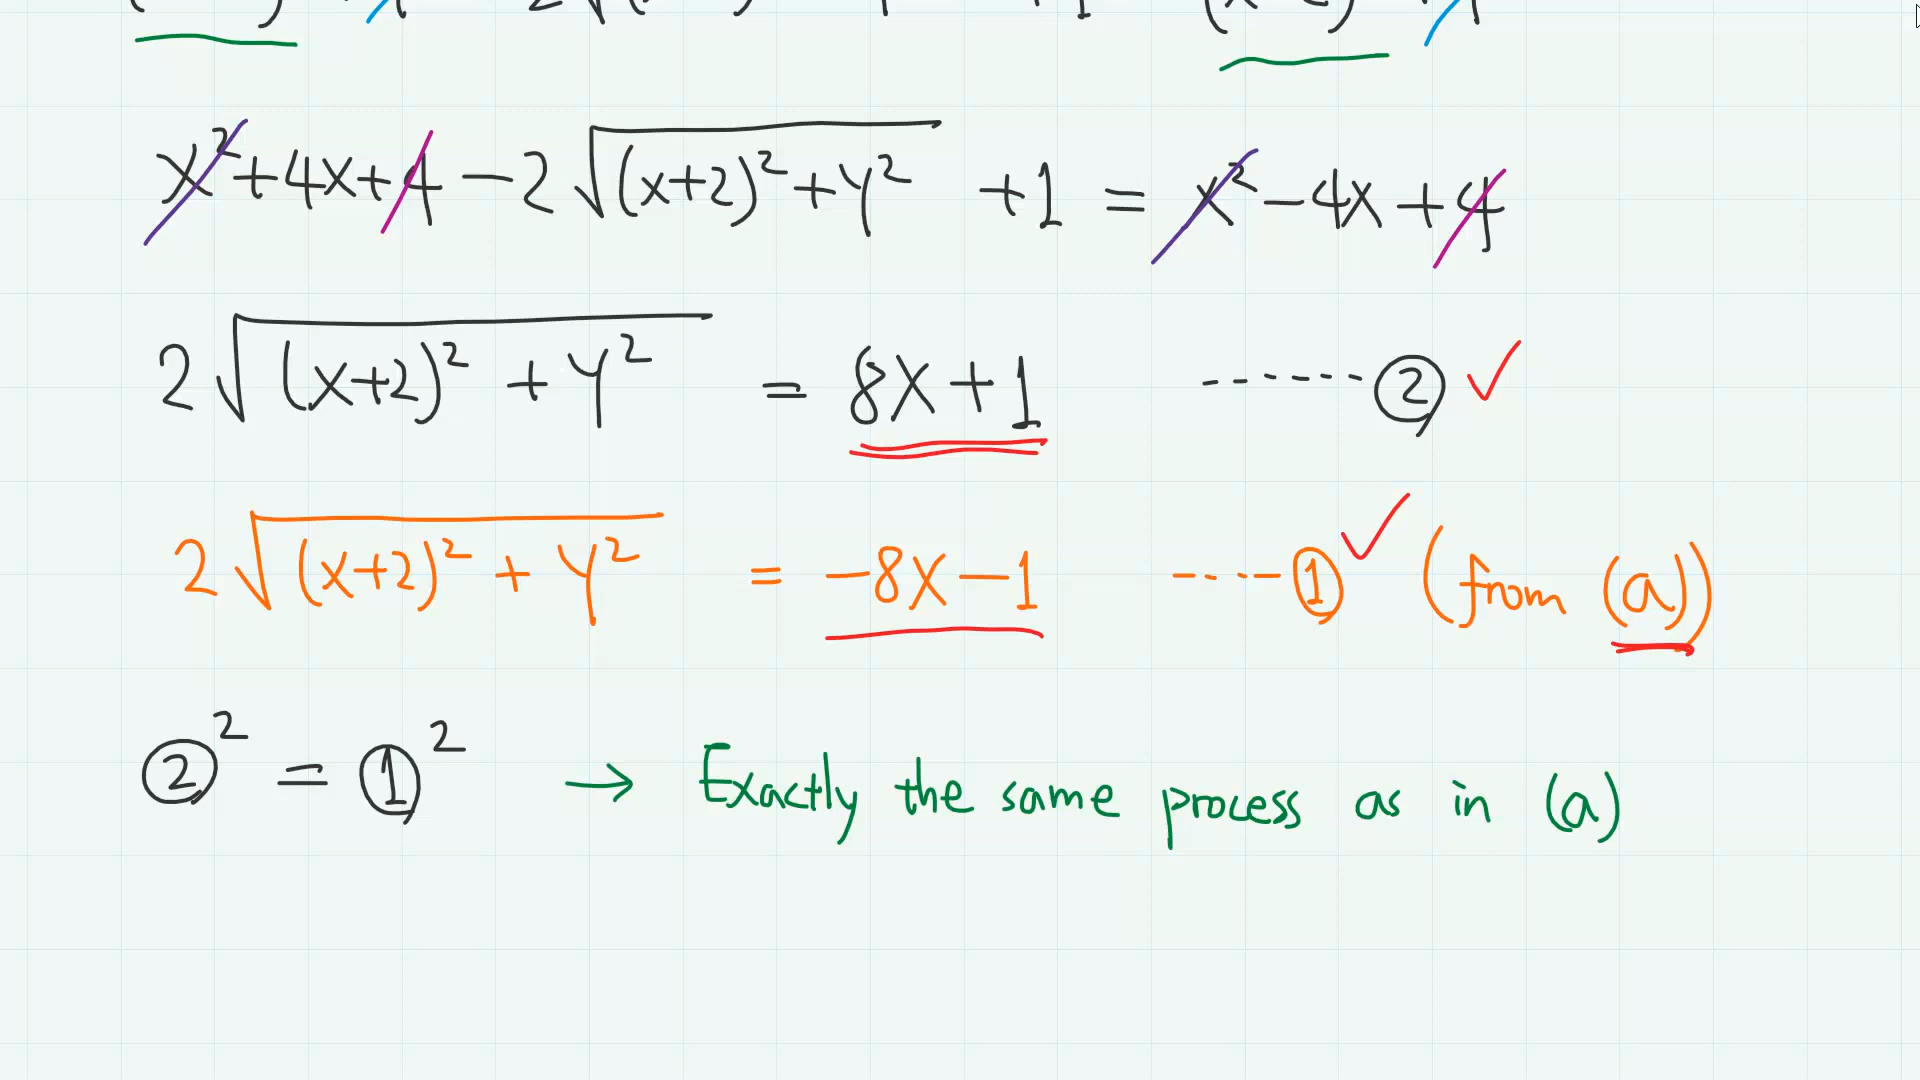 x² + 4x + 4 − 2√((x+2)² + y²) + 1 = x² − 4x + 4
2√((x+2)² + y²) = 8x + 1 ------- ②✓
2√((x+2)² + y²) = −8x − 1 ----- ①✓ (from (a))
②² = ①² → Exactly the same process as in (a)